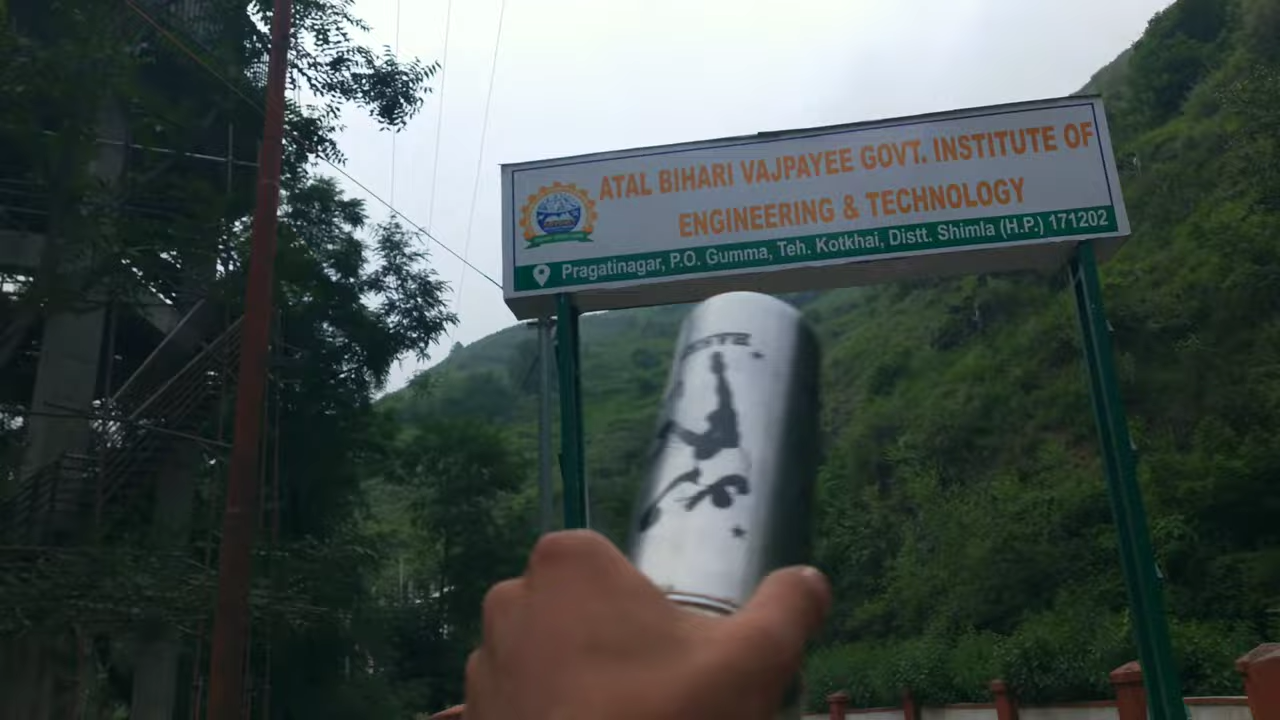 ATAL BIHARI VAJPAYEE GOVT. INSTITUTE OF
ENGINEERING & TECHNOLOGY
Pragatinagar, P.O. Gumma, Teh. Kotkhai, Distt. Shimla (H.P.) 171202